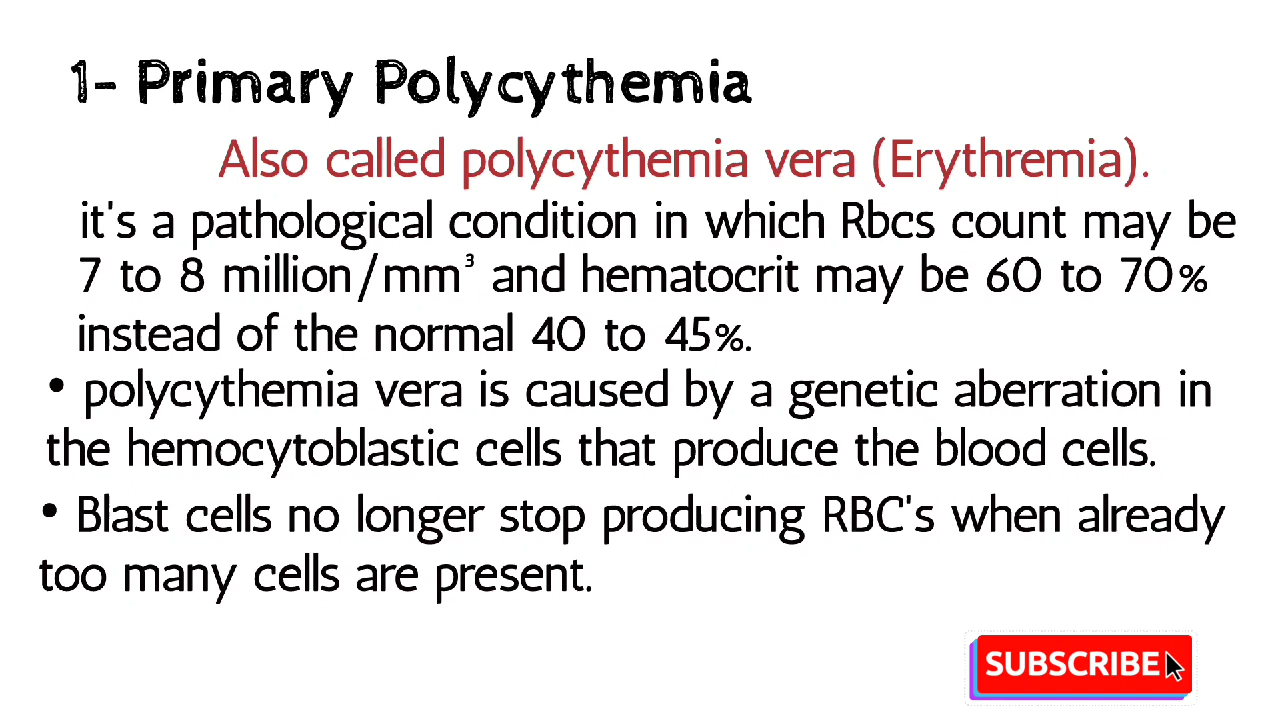 1- Primary Polycythemia
Also called polycythemia vera (Erythremia).
it's a pathological condition in which Rbcs count may be
7 to 8 million/mm³ and hematocrit may be 60 to 70%
instead of the normal 40 to 45%.
• polycythemia vera is caused by a genetic aberration in
the hemocytoblastic cells that produce the blood cells.
• Blast cells no longer stop producing RBC's when already
too many cells are present.
SUBSCRIBE